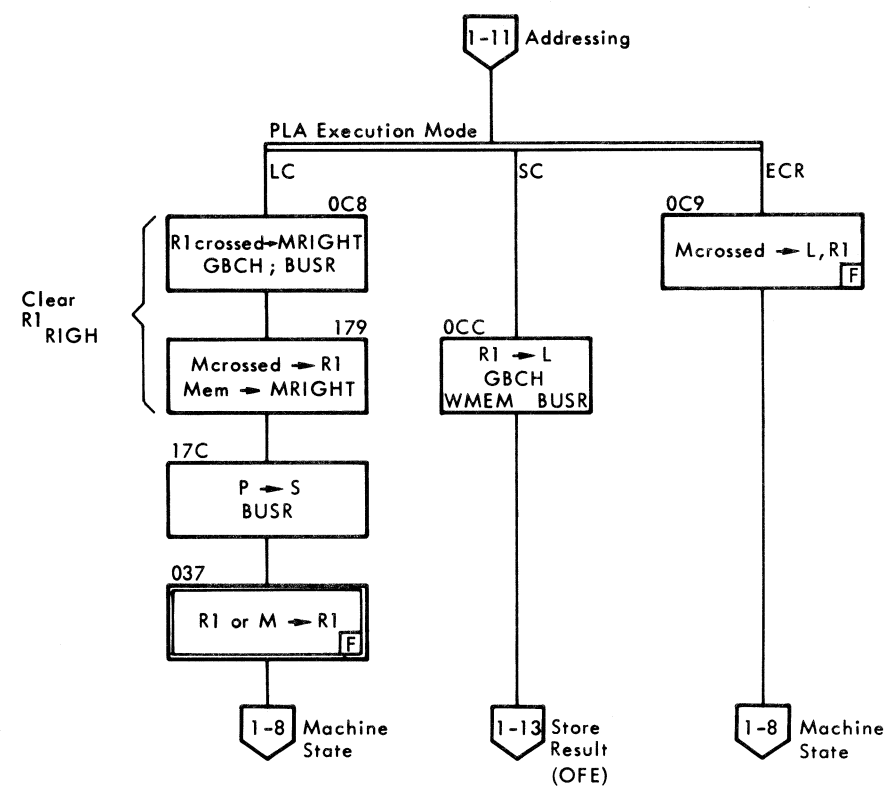 1-11 Addressing
PLA Execution Mode
LC
SC
ECR
0C8
R1crossed→MRIGHT
GBCH ; BUSR
0C9
Mcrossed → L,R1
F
Clear
R1
RIGH
179
Mcrossed → R1
Mem → MRIGHT
0CC
R1 → L
GBCH
WMEM BUSR
17C
P → S
BUSR
037
R1 or M → R1
F
1-8 Machine
State
1-13 Store
Result
(OFE)
1-8 Machine
State